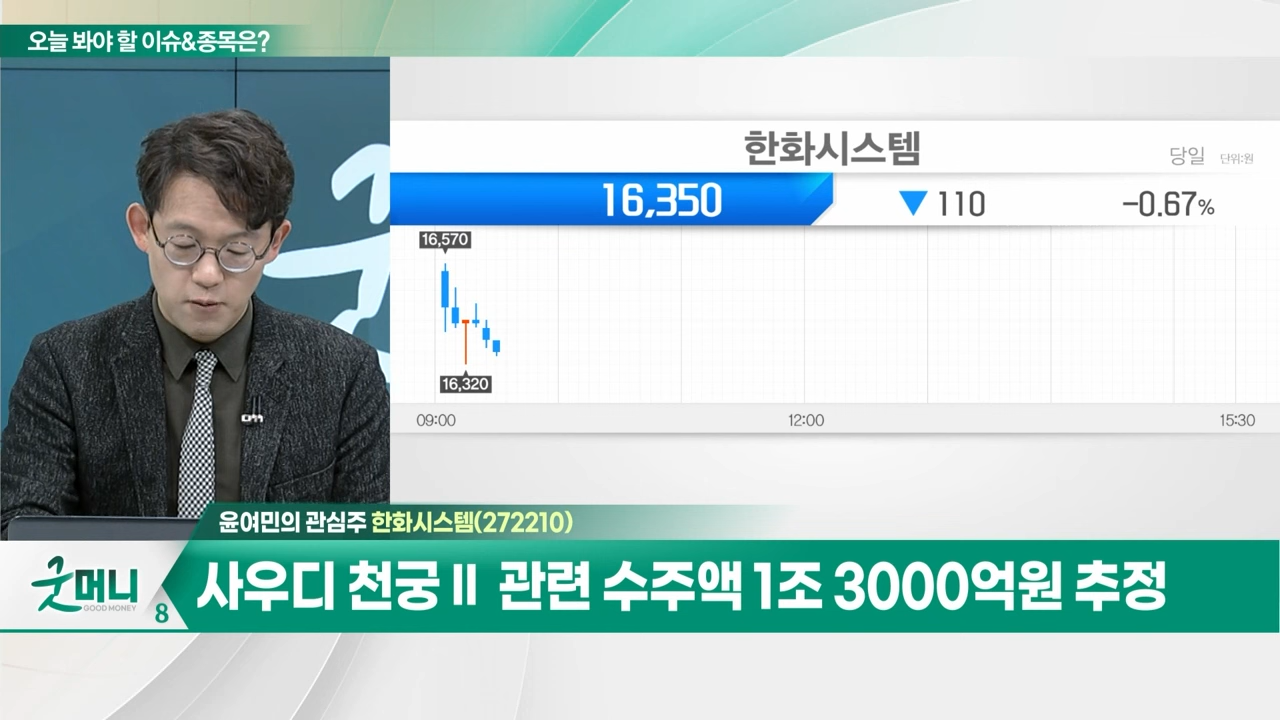 오늘 봐야 할 이슈&종목은?
한화시스템
당일 단위:원
16,350 ▼ 110 -0.67%
16,570
16,320
09:00 12:00 15:30
윤여민의 관심주 한화시스템(272210)
굿머니
GOOD MONEY
8
사우디 천궁Ⅱ 관련 수주액 1조 3000억원 추정